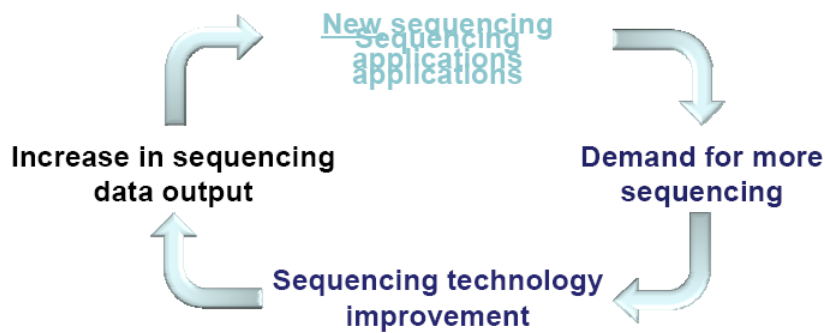 New sequencing
applications
Sequencing
applications
Increase in sequencing
data output
Demand for more
sequencing
Sequencing technology
improvement